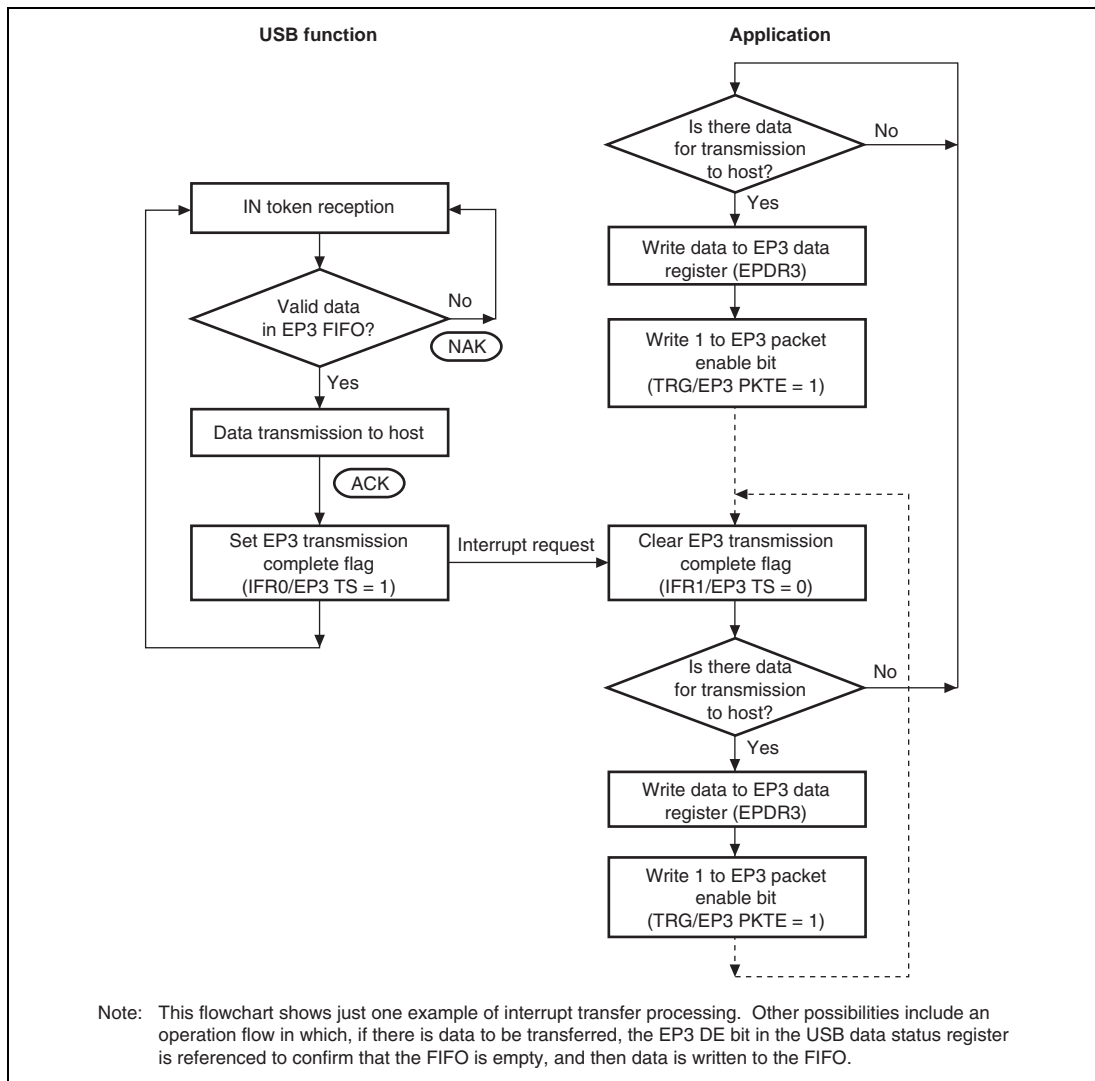 USB function
Application
IN token reception
Valid data
in EP3 FIFO?
No
NAK
Yes
Data transmission to host
ACK
Set EP3 transmission
complete flag
(IFR0/EP3 TS = 1)
Interrupt request
Is there data
for transmission
to host?
No
Yes
Write data to EP3 data
register (EPDR3)
Write 1 to EP3 packet
enable bit
(TRG/EP3 PKTE = 1)
Clear EP3 transmission
complete flag
(IFR1/EP3 TS = 0)
Is there data
for transmission
to host?
No
Yes
Write data to EP3 data
register (EPDR3)
Write 1 to EP3 packet
enable bit
(TRG/EP3 PKTE = 1)
Note: This flowchart shows just one example of interrupt transfer processing. Other possibilities include an
operation flow in which, if there is data to be transferred, the EP3 DE bit in the USB data status register
is referenced to confirm that the FIFO is empty, and then data is written to the FIFO.